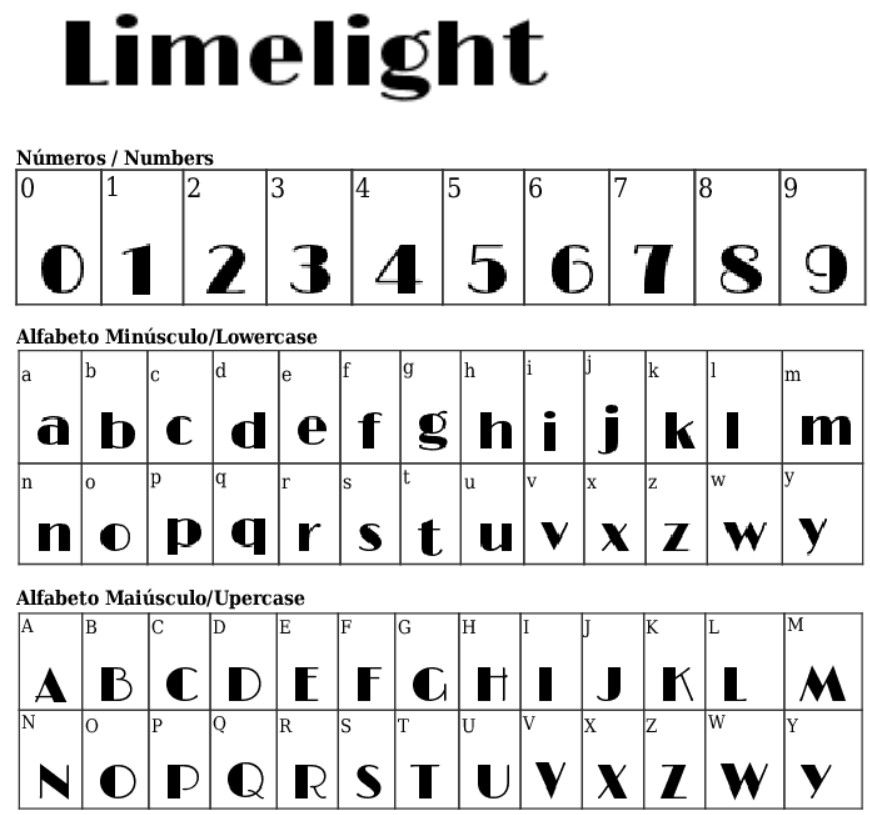 Limelight
Números / Numbers
0 1 2 3 4 5 6 7 8 9
0 1 2 3 4 5 6 7 8 9
Alfabeto Minúsculo/Lowercase
a b c d e f g h i j k l m
a b c d e f g h i j k l m
n o p q r s t u v x z w y
n o p q r s t u v x z w y
Alfabeto Maiúsculo/Upercase
A B C D E F G H I J K L M
A B C D E F G H I J K L M
N O P Q R S T U V X Z W Y
N O P Q R S T U V X Z W Y